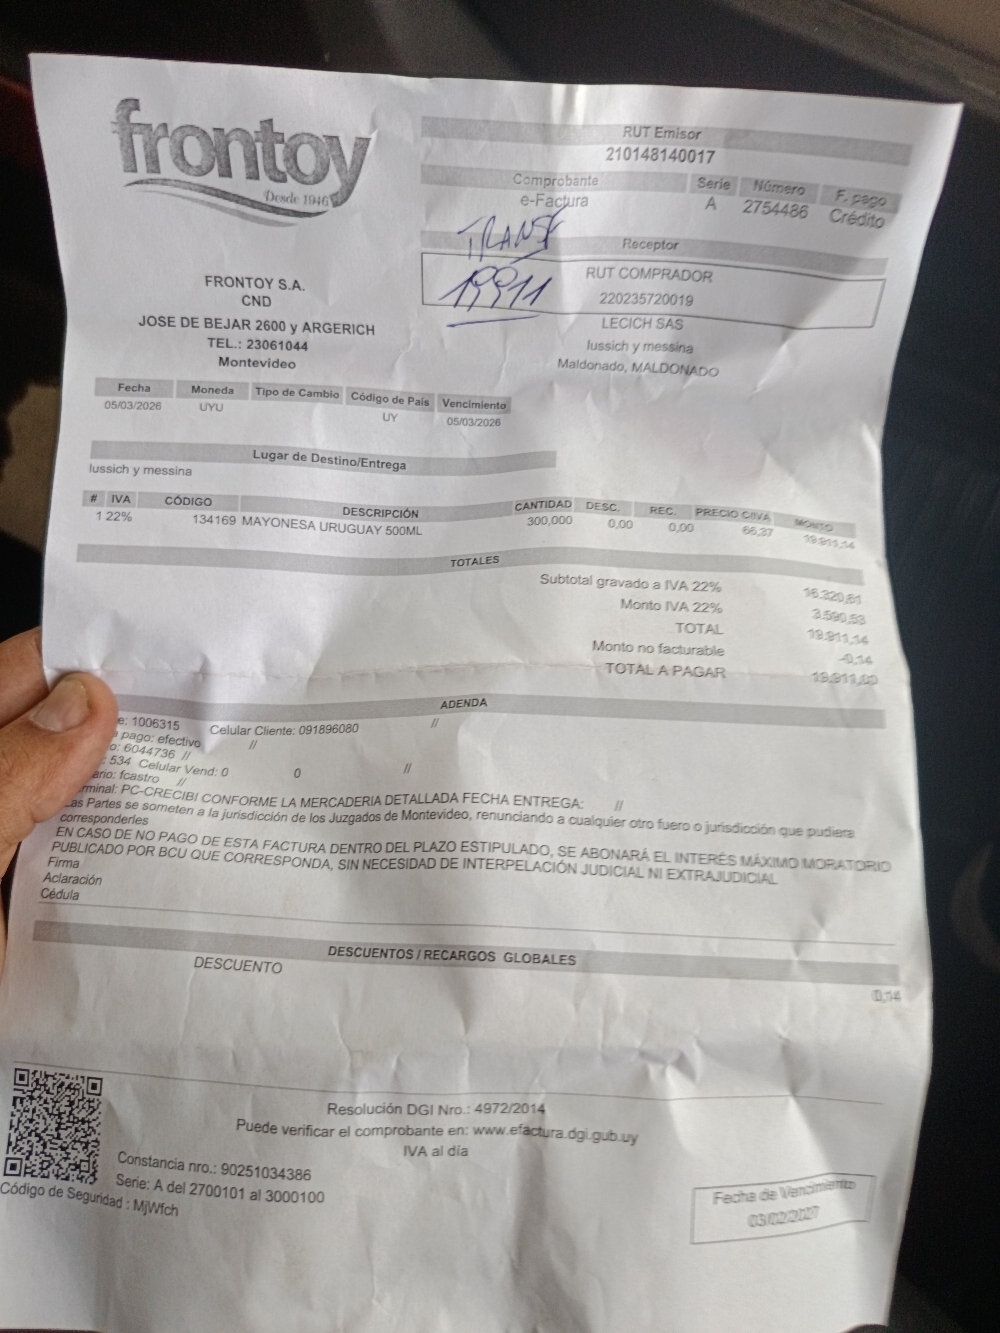 frontoy
Desde 1946
RUT Emisor
210148140017
Comprobante Serie Número F. pago
e-Factura A 2754486 Crédito
TRANSF
19911
Receptor
RUT COMPRADOR
220235720019
LECICH SAS
Iussich y messina
Maldonado, MALDONADO
FRONTOY S.A.
CND
JOSE DE BEJAR 2600 y ARGERICH
TEL.: 23061044
Montevideo
Fecha Moneda Tipo de Cambio Código de País Vencimiento
05/03/2026 UYU UY 05/03/2026
Lugar de Destino/Entrega
Iussich y messina
# IVA CÓDIGO DESCRIPCIÓN CANTIDAD DESC. REC. PRECIO C/IVA MONTO
1 22% 134169 MAYONESA URUGUAY 500ML 300,000 0,00 0,00 66,37 19.911,14
TOTALES
Subtotal gravado a IVA 22% 16.320,61
Monto IVA 22% 3.590,53
TOTAL 19.911,14
Monto no facturable -0,14
TOTAL A PAGAR 19.911,00
ADENDA
e: 1006315 Celular Cliente: 091896080 //
pago: efectivo //
o: 6044736 //
: 534 Celular Vend: 0 0 //
ario: fcastro //
rminal: PC-CRECIBI CONFORME LA MERCADERIA DETALLADA FECHA ENTREGA: //
Las Partes se someten a la jurisdicción de los Juzgados de Montevideo, renunciando a cualquier otro fuero o jurisdicción que pudiera
corresponderles
EN CASO DE NO PAGO DE ESTA FACTURA DENTRO DEL PLAZO ESTIPULADO, SE ABONARÁ EL INTERÉS MÁXIMO MORATORIO
PUBLICADO POR BCU QUE CORRESPONDA, SIN NECESIDAD DE INTERPELACIÓN JUDICIAL NI EXTRAJUDICIAL
Firma
Aclaración
Cédula
DESCUENTOS / RECARGOS GLOBALES
DESCUENTO 0,14
Resolución DGI Nro.: 4972/2014
Puede verificar el comprobante en: www.efactura.dgi.gub.uy
IVA al día
Constancia nro.: 90251034386
Serie: A del 2700101 al 3000100
Código de Seguridad : MjWfch
Fecha de Vencimiento
03/02/2027